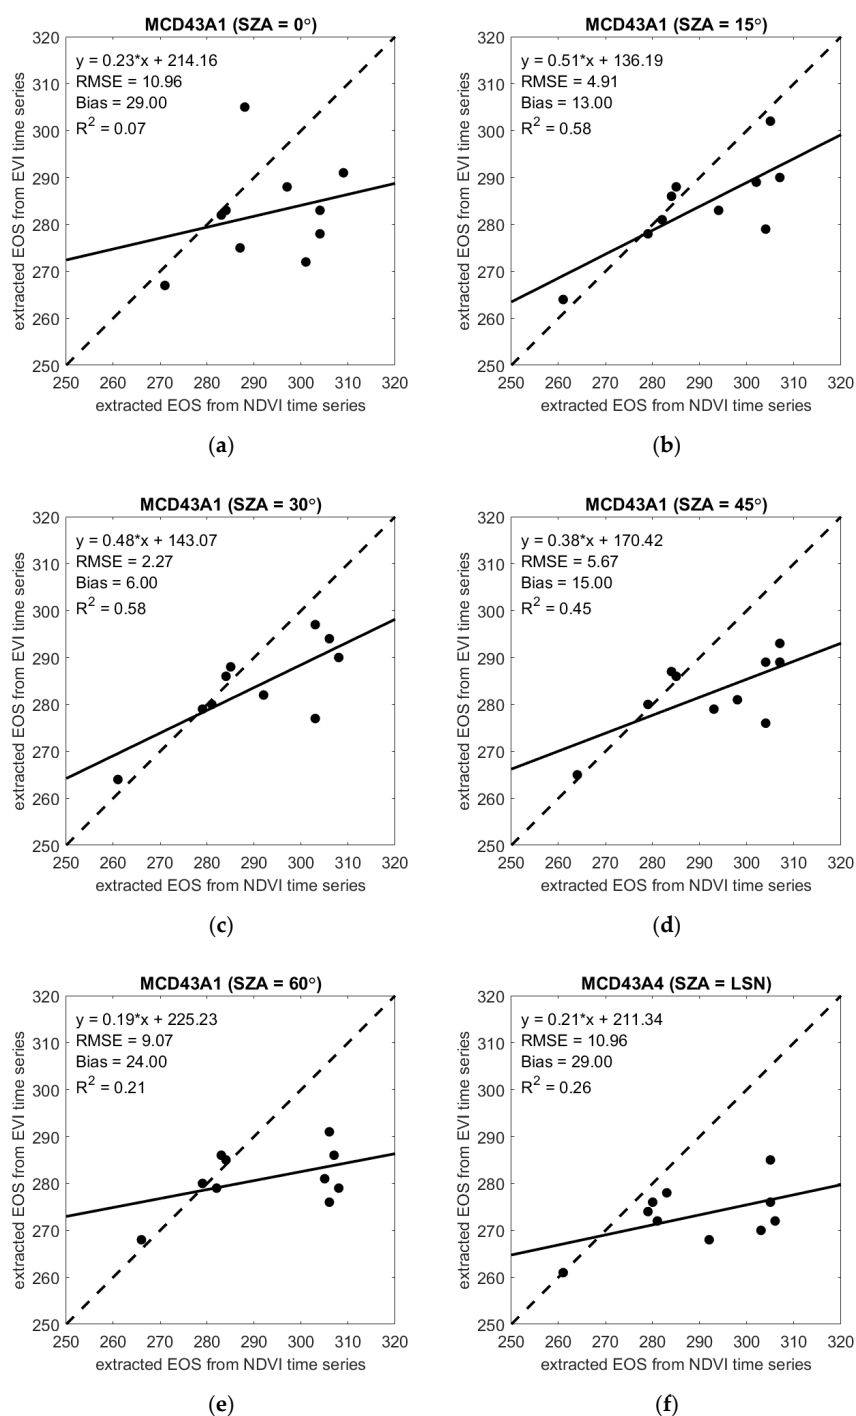 MCD43A1 (SZA = 0°)
y = 0.23*x + 214.16
RMSE = 10.96
Bias = 29.00
R² = 0.07
320
310
300
290
280
270
260
250
extracted EOS from EVI time series
250 260 270 280 290 300 310 320
extracted EOS from NDVI time series
(a)
MCD43A1 (SZA = 15°)
y = 0.51*x + 136.19
RMSE = 4.91
Bias = 13.00
R² = 0.58
320
310
300
290
280
270
260
250
extracted EOS from EVI time series
250 260 270 280 290 300 310 320
extracted EOS from NDVI time series
(b)
MCD43A1 (SZA = 30°)
y = 0.48*x + 143.07
RMSE = 2.27
Bias = 6.00
R² = 0.58
320
310
300
290
280
270
260
250
extracted EOS from EVI time series
250 260 270 280 290 300 310 320
extracted EOS from NDVI time series
(c)
MCD43A1 (SZA = 45°)
y = 0.38*x + 170.42
RMSE = 5.67
Bias = 15.00
R² = 0.45
320
310
300
290
280
270
260
250
extracted EOS from EVI time series
250 260 270 280 290 300 310 320
extracted EOS from NDVI time series
(d)
MCD43A1 (SZA = 60°)
y = 0.19*x + 225.23
RMSE = 9.07
Bias = 24.00
R² = 0.21
320
310
300
290
280
270
260
250
extracted EOS from EVI time series
250 260 270 280 290 300 310 320
extracted EOS from NDVI time series
(e)
MCD43A4 (SZA = LSN)
y = 0.21*x + 211.34
RMSE = 10.96
Bias = 29.00
R² = 0.26
320
310
300
290
280
270
260
250
extracted EOS from EVI time series
250 260 270 280 290 300 310 320
extracted EOS from NDVI time series
(f)